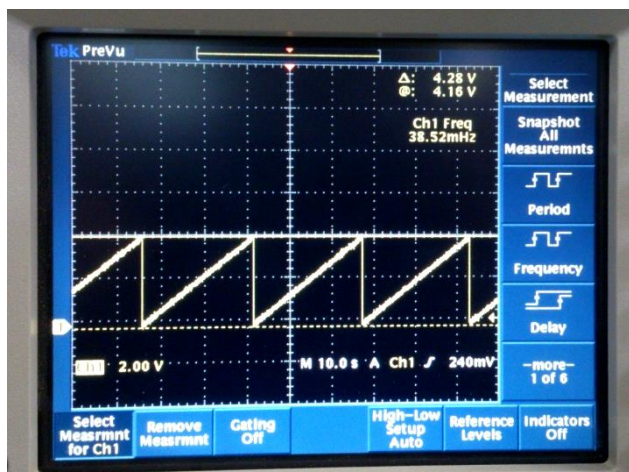 Tek PreVu
Δ: 4.28 V
@: 4.16 V
Ch1 Freq
38.52mHz
Select
Measurement
Snapshot
All
Measuremnts
Period
Frequency
Delay
-more-
1 of 6
1
Ch1 2.00 V
M 10.0 s A Ch1 240mV
Select
Measrmnt
for Ch1
Remove
Measrmnt
Gating
Off
High-Low
Setup
Auto
Reference
Levels
Indicators
Off